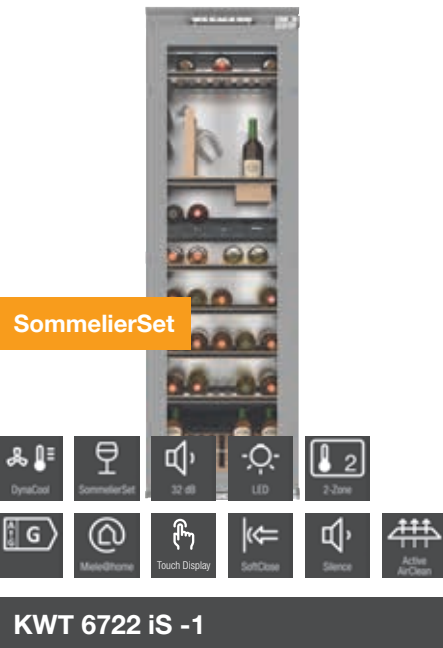 SommelierSet
DynaCool
SommelierSet
32 dB
LED
2
2-Zone
A
G
G
Miele@home
Touch Display
SoftClose
Silence
Active
AirClean
KWT 6722 iS -1